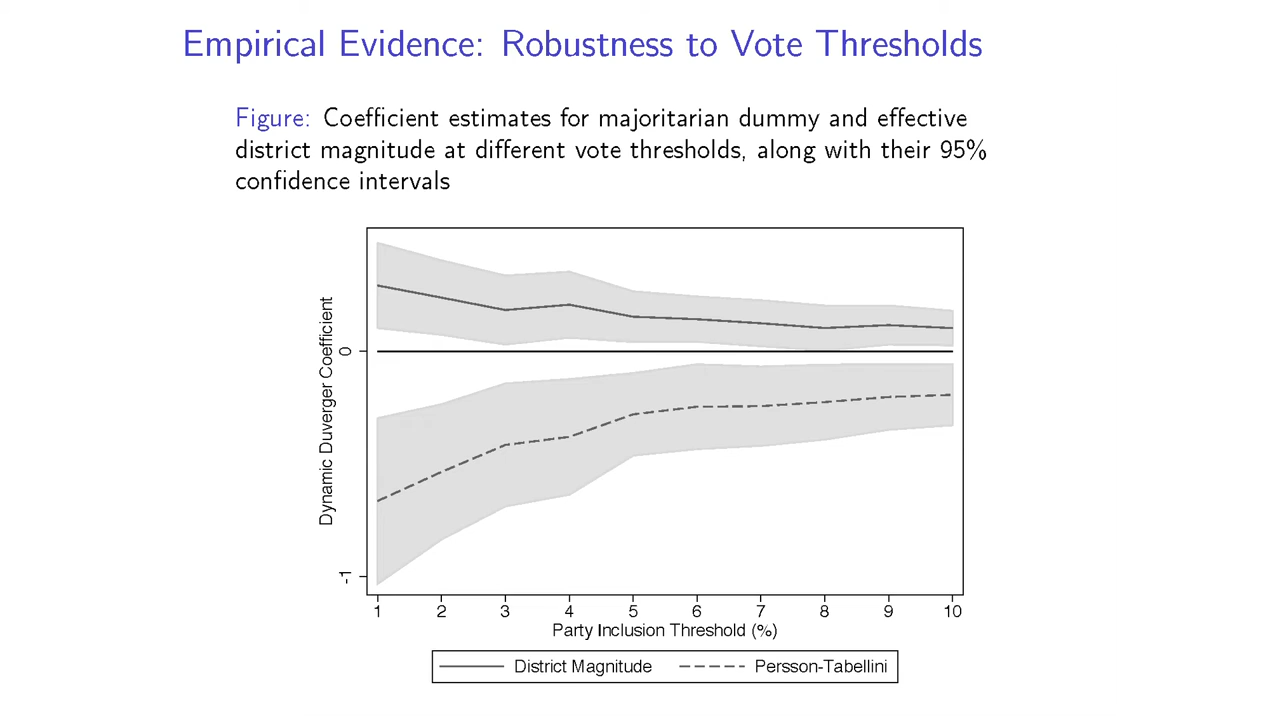 Empirical Evidence: Robustness to Vote Thresholds
Figure: Coefficient estimates for majoritarian dummy and effective
district magnitude at different vote thresholds, along with their 95%
confidence intervals
Dynamic Duverger Coefficient
0
-1
1 2 3 4 5 6 7 8 9 10
Party Inclusion Threshold (%)
District Magnitude Persson-Tabellini